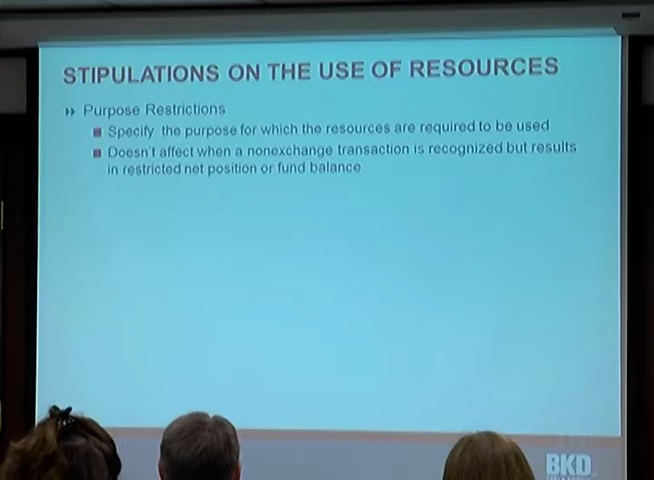 STIPULATIONS ON THE USE OF RESOURCES
Purpose Restrictions
Specify the purpose for which the resources are required to be used
Doesn't affect when a nonexchange transaction is recognized but results
in restricted net position or fund balance
BKD